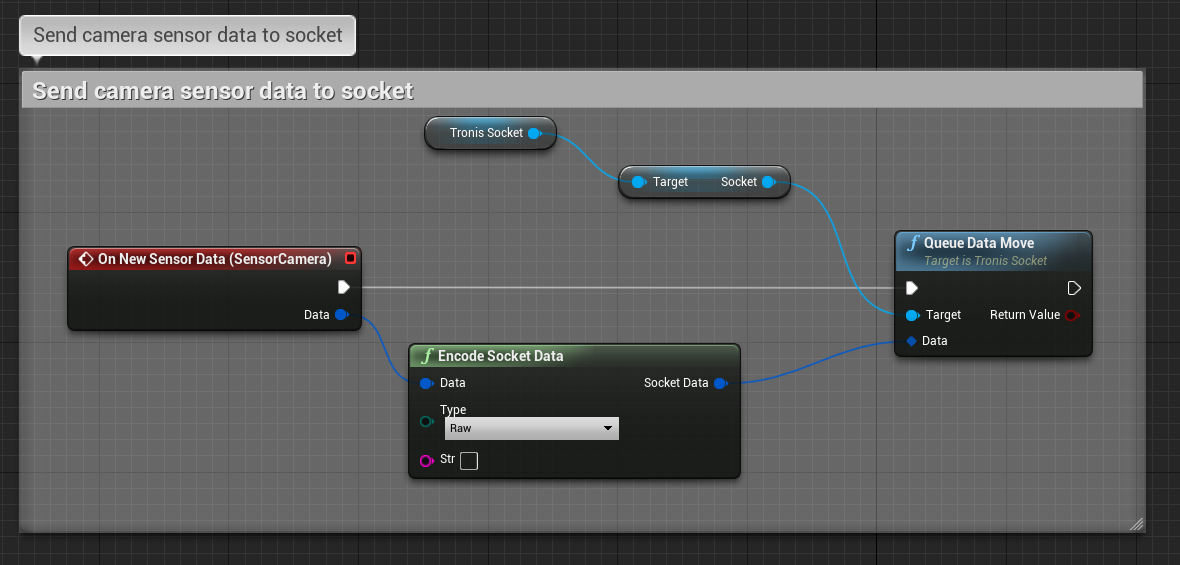 Send camera sensor data to socket
Send camera sensor data to socket
Tronis Socket
Target Socket
On New Sensor Data (SensorCamera)
Data
Queue Data Move
Target is Tronis Socket
Target Return Value
Data
Encode Socket Data
Data Socket Data
Type
Raw
Str